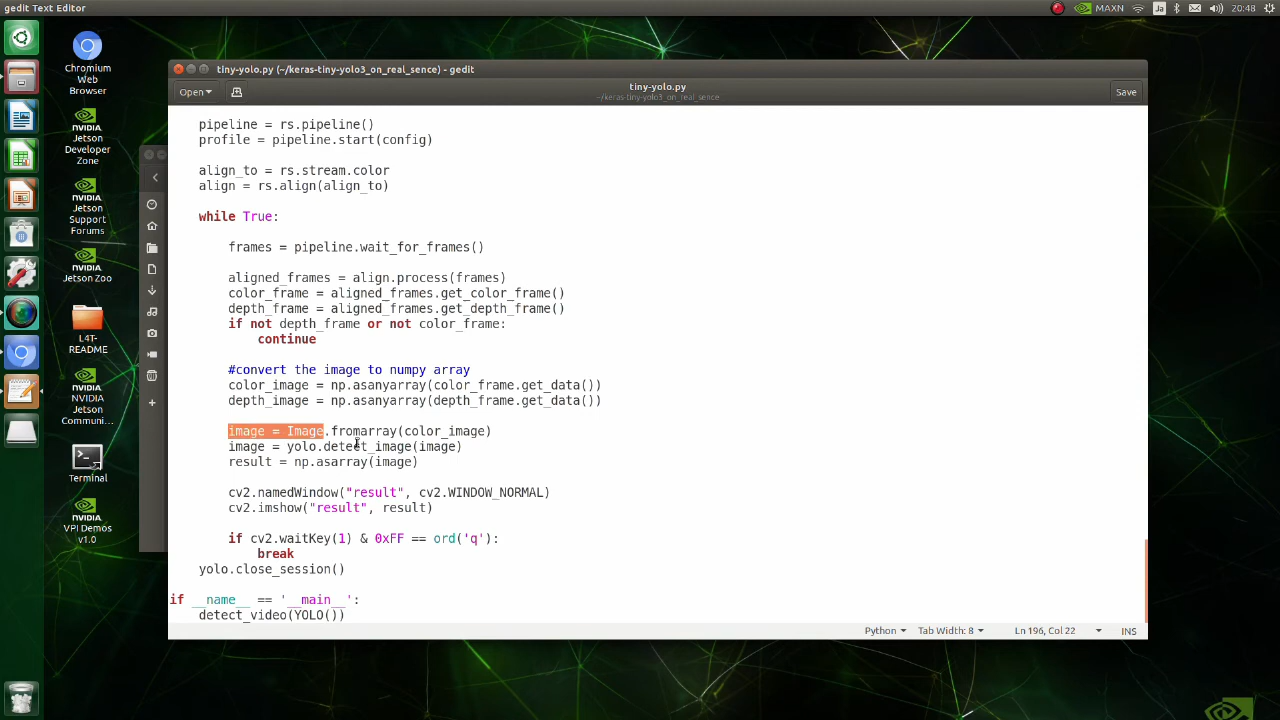 gedit Text Editor
MAXN
Ja
20:48
Chromium
Web
Browser
NVIDIA
Jetson
Developer
Zone
NVIDIA
Jetson
Support
Forums
NVIDIA
Jetson Zoo
L4T-
README
NVIDIA
Jetson
Communi...
Terminal
NVIDIA
VPI Demos
v1.0
tiny-yolo.py (~/keras-tiny-yolo3_on_real_sence) - gedit
Open
tiny-yolo.py
~/keras-tiny-yolo3_on_real_sence
Save
pipeline = rs.pipeline()
profile = pipeline.start(config)
align_to = rs.stream.color
align = rs.align(align_to)
while True:
frames = pipeline.wait_for_frames()
aligned_frames = align.process(frames)
color_frame = aligned_frames.get_color_frame()
depth_frame = aligned_frames.get_depth_frame()
if not depth_frame or not color_frame:
continue
#convert the image to numpy array
color_image = np.asanyarray(color_frame.get_data())
depth_image = np.asanyarray(depth_frame.get_data())
image = Image.fromarray(color_image)
image = yolo.detect_image(image)
result = np.asarray(image)
cv2.namedWindow("result", cv2.WINDOW_NORMAL)
cv2.imshow("result", result)
if cv2.waitKey(1) & 0xFF == ord('q'):
break
yolo.close_session()
if __name__ == '__main__':
detect_video(YOLO())
Python
Tab Width: 8
Ln 196, Col 22
INS